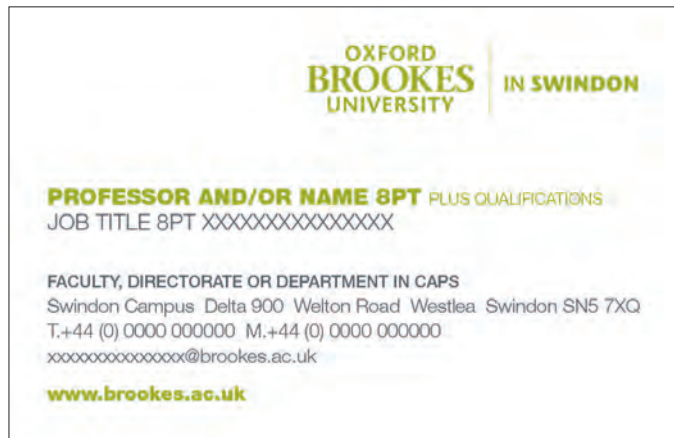 OXFORD
BROOKES
UNIVERSITY
IN SWINDON
PROFESSOR AND/OR NAME 8PT PLUS QUALIFICATIONS
JOB TITLE 8PT XXXXXXXXXXXXXXX
FACULTY, DIRECTORATE OR DEPARTMENT IN CAPS
Swindon Campus Delta 900 Welton Road Westlea Swindon SN5 7XQ
T.+44 (0) 0000 000000 M.+44 (0) 0000 000000
xxxxxxxxxxxxxxx@brookes.ac.uk
www.brookes.ac.uk